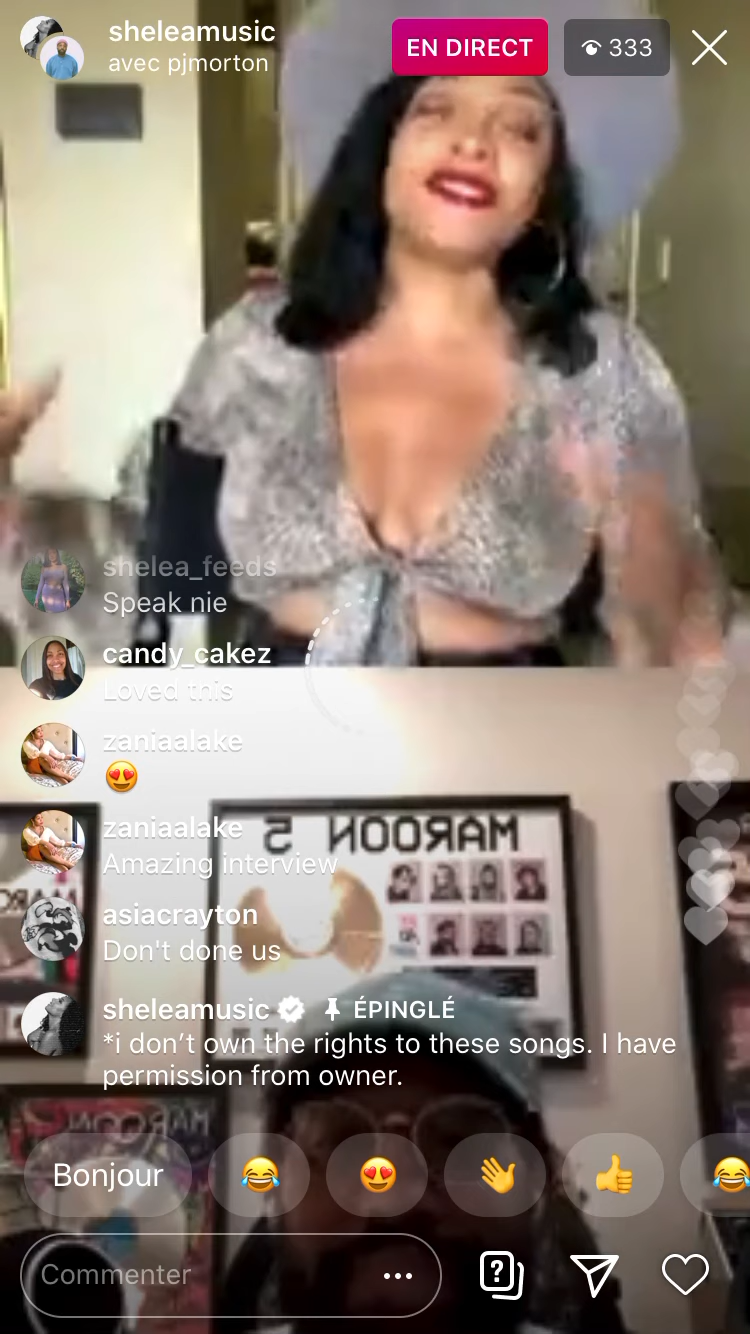 sheleamusic
avec pjmorton
EN DIRECT
333
shelea_feeds
Speak nie
candy_cakez
Loved this
zaniaalake
😍
zaniaalake
Amazing interview
MAROON 5
asiacrayton
Don't done us
sheleamusic ÉPINGLÉ
*i don’t own the rights to these songs. I have
permission from owner.
MAROON
Bonjour 😂 😍 👋 👍 😂
Commenter